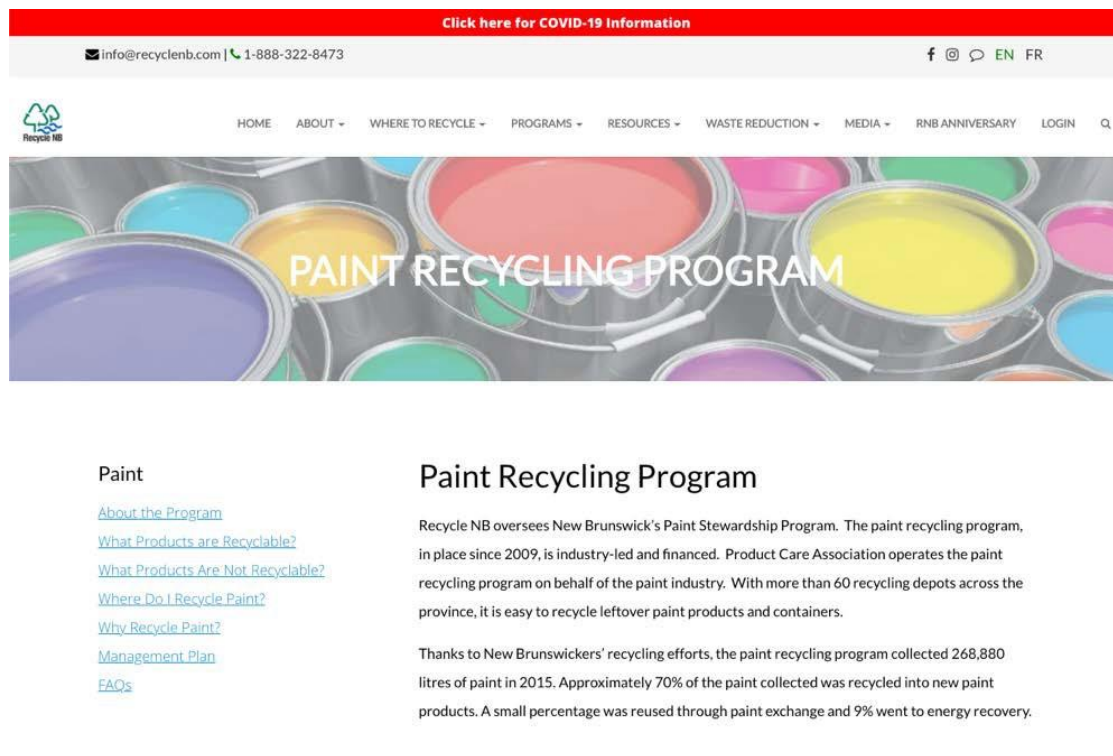 Click here for COVID-19 Information
info@recyclenb.com | 1-888-322-8473
EN FR
Recycle NB
HOME ABOUT WHERE TO RECYCLE PROGRAMS RESOURCES WASTE REDUCTION MEDIA RNB ANNIVERSARY LOGIN
PAINT RECYCLING PROGRAM
Paint
About the Program
What Products are Recyclable?
What Products Are Not Recyclable?
Where Do I Recycle Paint?
Why Recycle Paint?
Management Plan
FAQs
Paint Recycling Program
Recycle NB oversees New Brunswick's Paint Stewardship Program. The paint recycling program,
in place since 2009, is industry-led and financed. Product Care Association operates the paint
recycling program on behalf of the paint industry. With more than 60 recycling depots across the
province, it is easy to recycle leftover paint products and containers.
Thanks to New Brunswickers' recycling efforts, the paint recycling program collected 268,880
litres of paint in 2015. Approximately 70% of the paint collected was recycled into new paint
products. A small percentage was reused through paint exchange and 9% went to energy recovery.